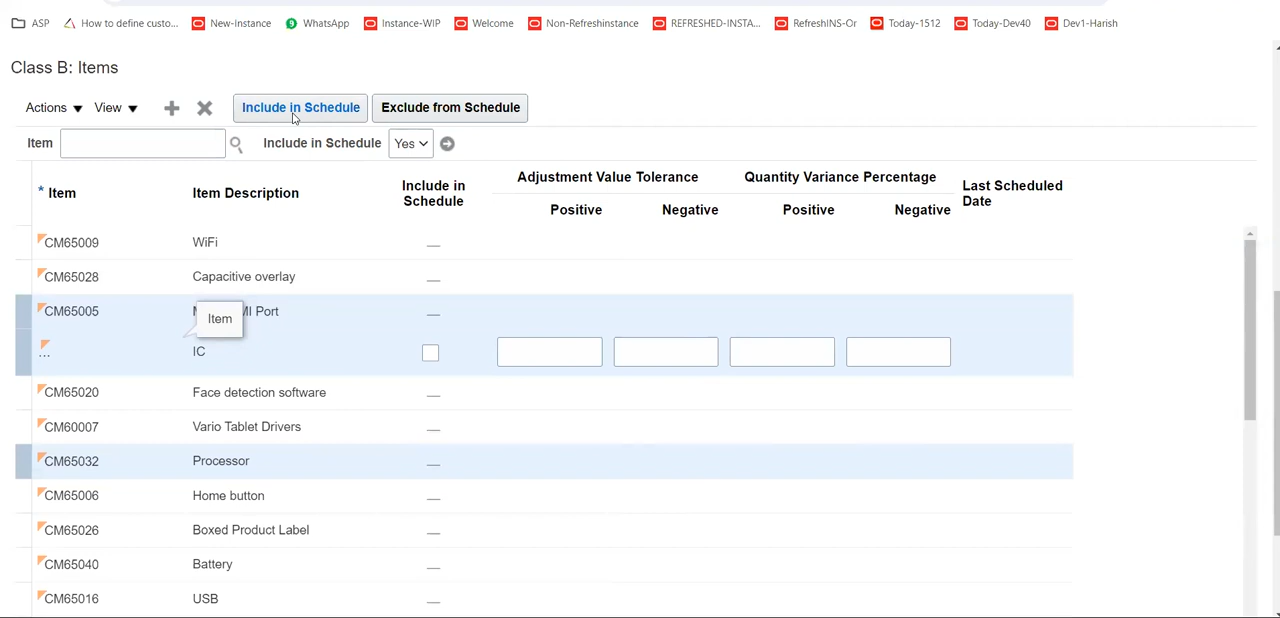 ASP How to define custo... New-Instance WhatsApp Instance-WIP Welcome Non-Refreshinstance REFRESHED-INSTA... RefreshINS-Or Today-1512 Today-Dev40 Dev1-Harish
Class B: Items
Actions View Include in Schedule Exclude from Schedule
Item Include in Schedule Yes
* Item Item Description Include in Schedule Adjustment Value Tolerance Quantity Variance Percentage Last Scheduled Date
Positive Negative Positive Negative
CM65009 WiFi
CM65028 Capacitive overlay
CM65005 MI Port
Item
... IC
CM65020 Face detection software
CM60007 Vario Tablet Drivers
CM65032 Processor
CM65006 Home button
CM65026 Boxed Product Label
CM65040 Battery
CM65016 USB